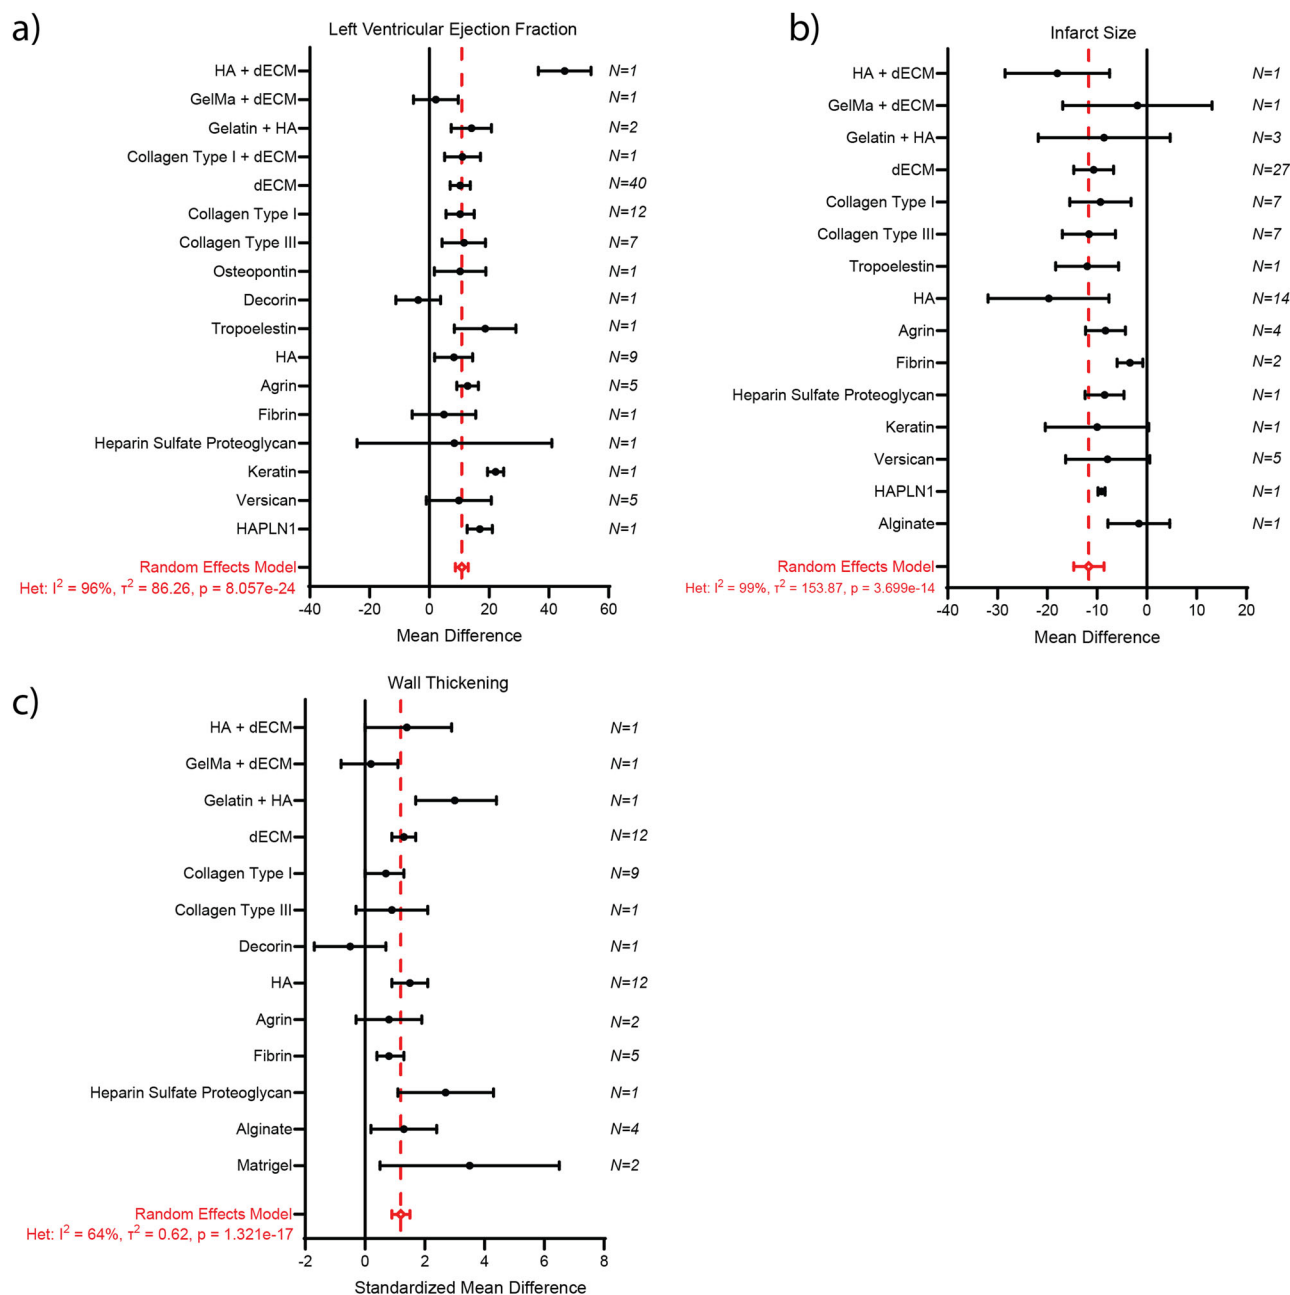 a)
Left Ventricular Ejection Fraction
HA + dECM N=1
GelMa + dECM N=1
Gelatin + HA N=2
Collagen Type I + dECM N=1
dECM N=40
Collagen Type I N=12
Collagen Type III N=7
Osteopontin N=1
Decorin N=1
Tropoelestin N=1
HA N=9
Agrin N=5
Fibrin N=1
Heparin Sulfate Proteoglycan N=1
Keratin N=1
Versican N=5
HAPLN1 N=1
Random Effects Model
Het: I² = 96%, τ² = 86.26, p = 8.057e-24
-40 -20 0 20 40 60
Mean Difference
b)
Infarct Size
HA + dECM N=1
GelMa + dECM N=1
Gelatin + HA N=3
dECM N=27
Collagen Type I N=7
Collagen Type III N=7
Tropoelestin N=1
HA N=14
Agrin N=4
Fibrin N=2
Heparin Sulfate Proteoglycan N=1
Keratin N=1
Versican N=5
HAPLN1 N=1
Alginate N=1
Random Effects Model
Het: I² = 99%, τ² = 153.87, p = 3.699e-14
-40 -30 -20 -10 0 10 20
Mean Difference
c)
Wall Thickening
HA + dECM N=1
GelMa + dECM N=1
Gelatin + HA N=1
dECM N=12
Collagen Type I N=9
Collagen Type III N=1
Decorin N=1
HA N=12
Agrin N=2
Fibrin N=5
Heparin Sulfate Proteoglycan N=1
Alginate N=4
Matrigel N=2
Random Effects Model
Het: I² = 64%, τ² = 0.62, p = 1.321e-17
-2 0 2 4 6 8
Standardized Mean Difference